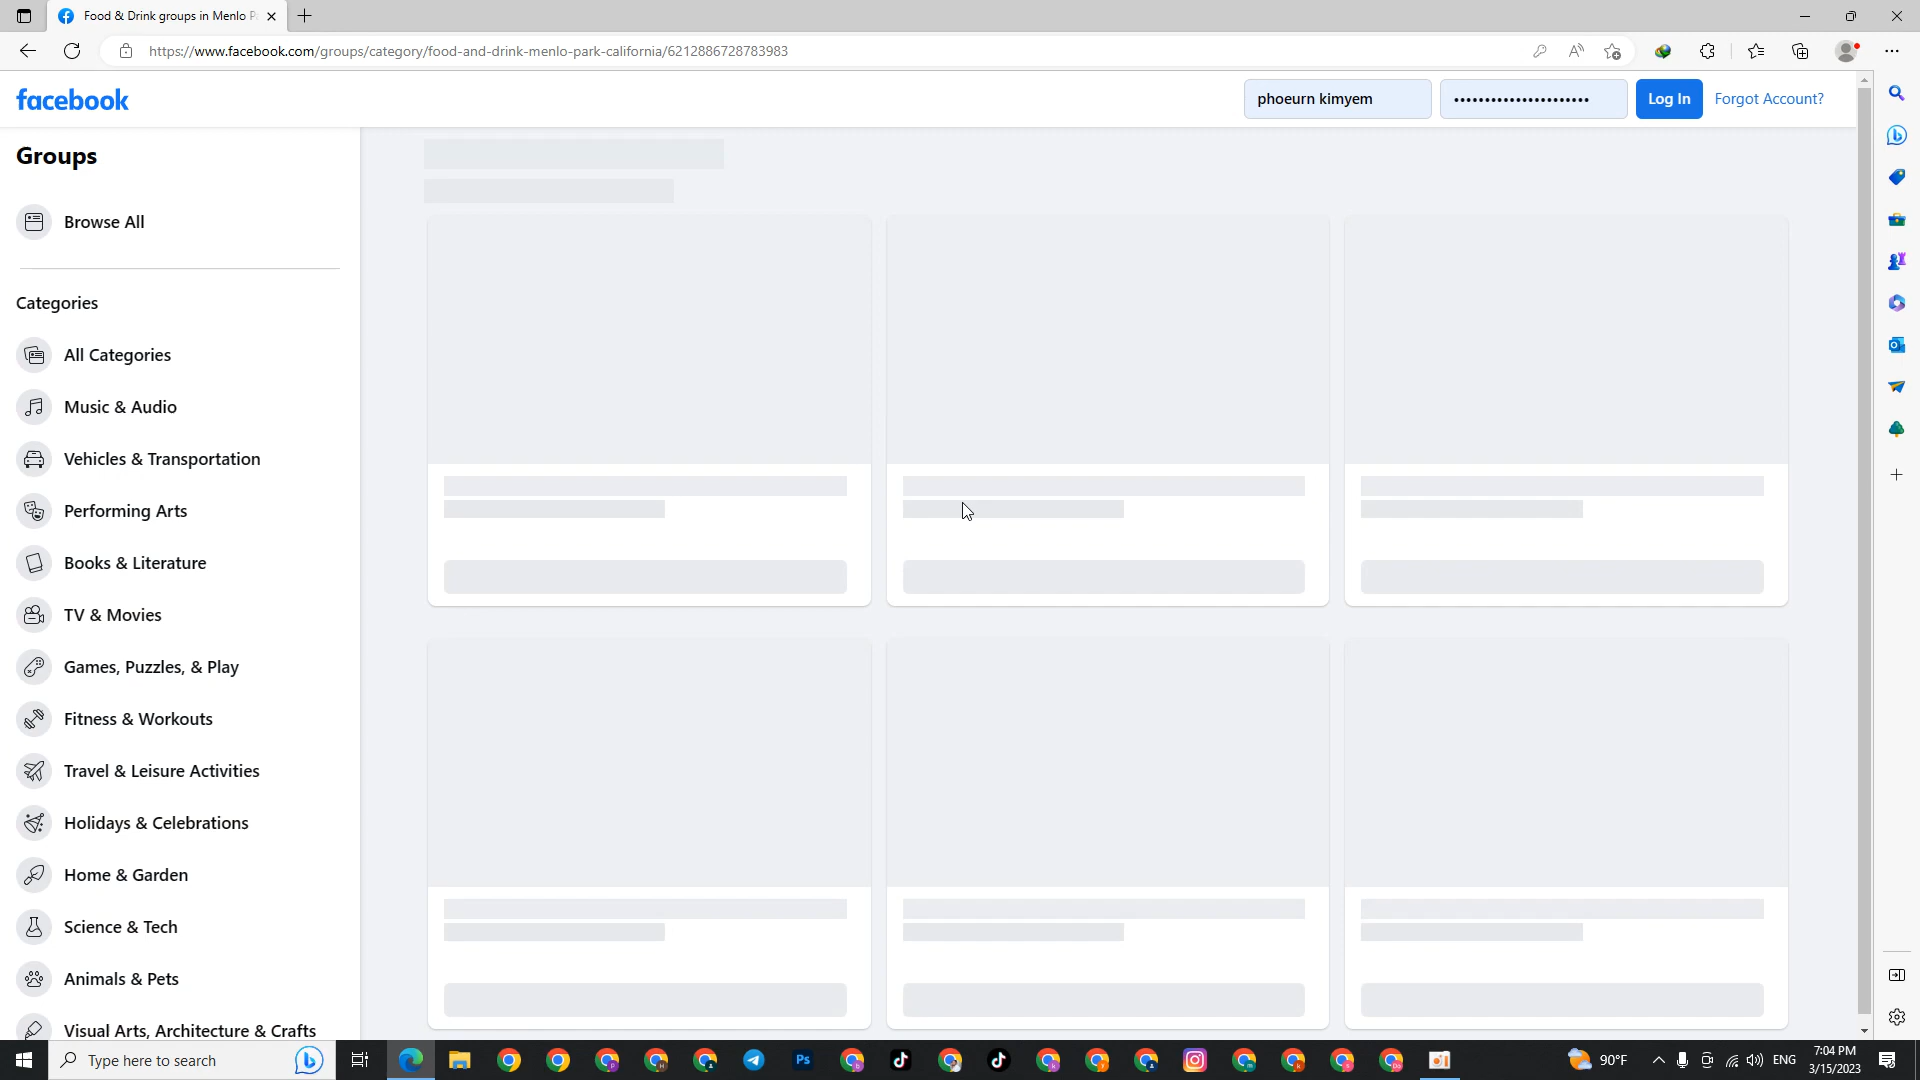 Food & Drink groups in Menlo P
https://www.facebook.com/groups/category/food-and-drink-menlo-park-california/6212886728783983
facebook
phoeurn kimyem
••••••••••••••••••••••
Log In
Forgot Account?
Groups
Browse All
Categories
All Categories
Music & Audio
Vehicles & Transportation
Performing Arts
Books & Literature
TV & Movies
Games, Puzzles, & Play
Fitness & Workouts
Travel & Leisure Activities
Holidays & Celebrations
Home & Garden
Science & Tech
Animals & Pets
Visual Arts, Architecture & Crafts
Type here to search
Ps
90°F
ENG
7:04 PM
3/15/2023